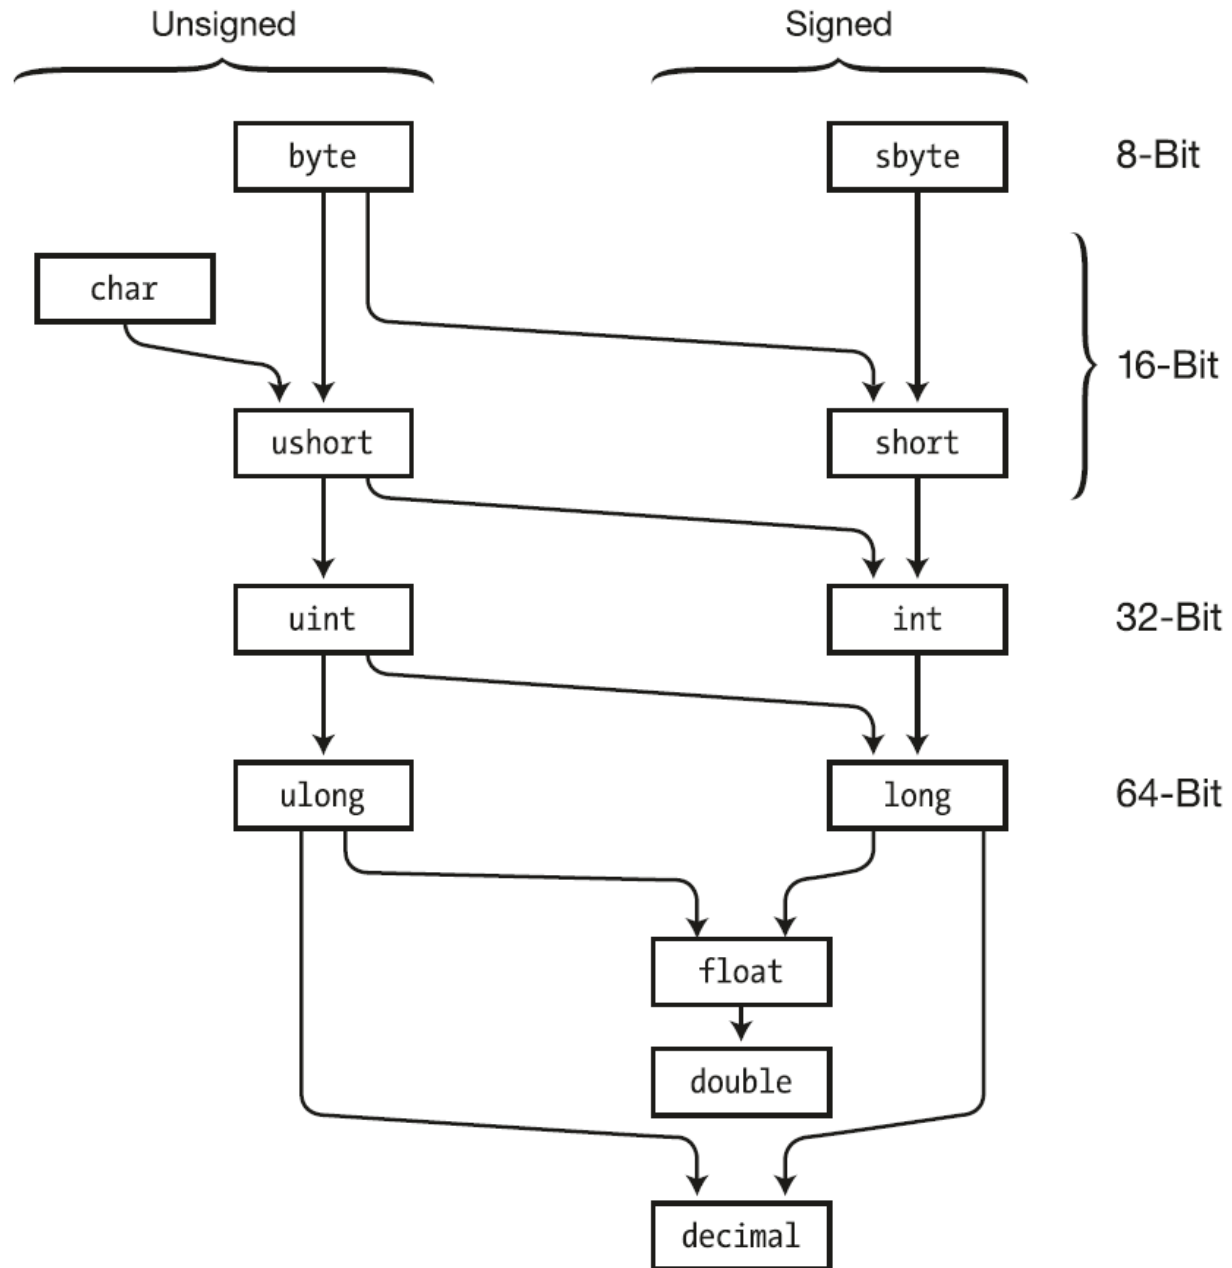 Unsigned
Signed
byte
sbyte
8-Bit
char
16-Bit
ushort
short
uint
int
32-Bit
ulong
long
64-Bit
float
double
decimal